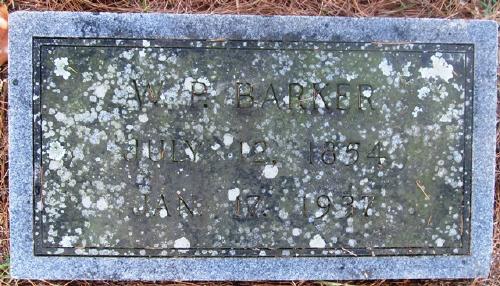 W. P. BARKER
JULY 12, 1854
JAN. 17, 1937